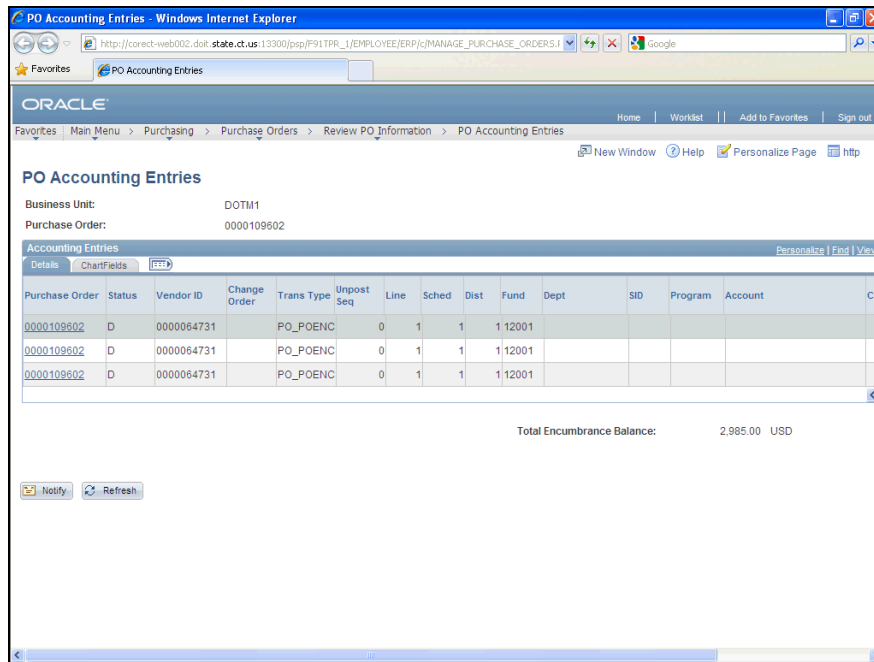 PO Accounting Entries - Windows Internet Explorer
http://corect-web002.doit.state.ct.us:13300/psp/F91TPR_1/EMPLOYEE/ERP/c/MANAGE_PURCHASE_ORDERS.F
Google
Favorites PO Accounting Entries
ORACLE
Home | Worklist | Add to Favorites | Sign out
Favorites Main Menu > Purchasing > Purchase Orders > Review PO Information > PO Accounting Entries
New Window Help Personalize Page http
PO Accounting Entries
Business Unit: DOTM1
Purchase Order: 0000109602
Accounting Entries Personalize | Find | View
Details ChartFields
Purchase Order Status Vendor ID Change Order Trans Type Unpost Seq Line Sched Dist Fund Dept SID Program Account C
0000109602 D 0000064731 PO_POENC 0 1 1 1 12001
0000109602 D 0000064731 PO_POENC 0 1 1 1 12001
0000109602 D 0000064731 PO_POENC 0 1 1 1 12001
Total Encumbrance Balance: 2,985.00 USD
Notify Refresh